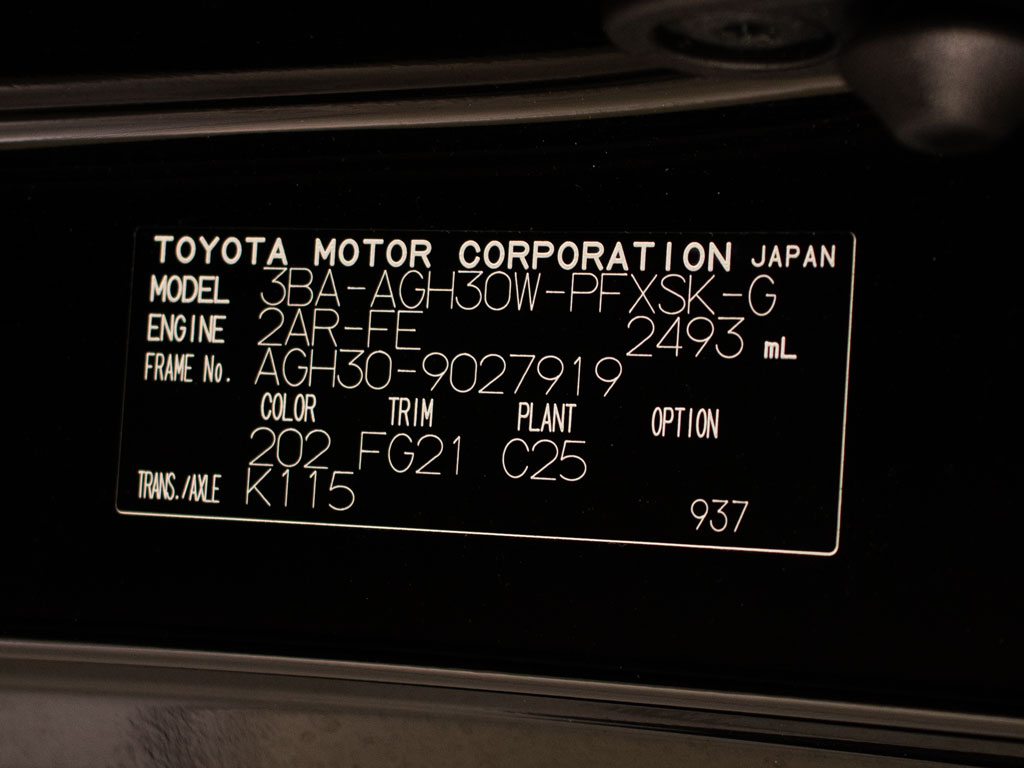 TOYOTA MOTOR CORPORATION JAPAN
MODEL 3BA-AGH30W-PFXSK-G
ENGINE 2AR-FE 2493 mL
FRAME No. AGH30-9027919
COLOR TRIM PLANT OPTION
202 FG21 C25
TRANS./AXLE K115
937